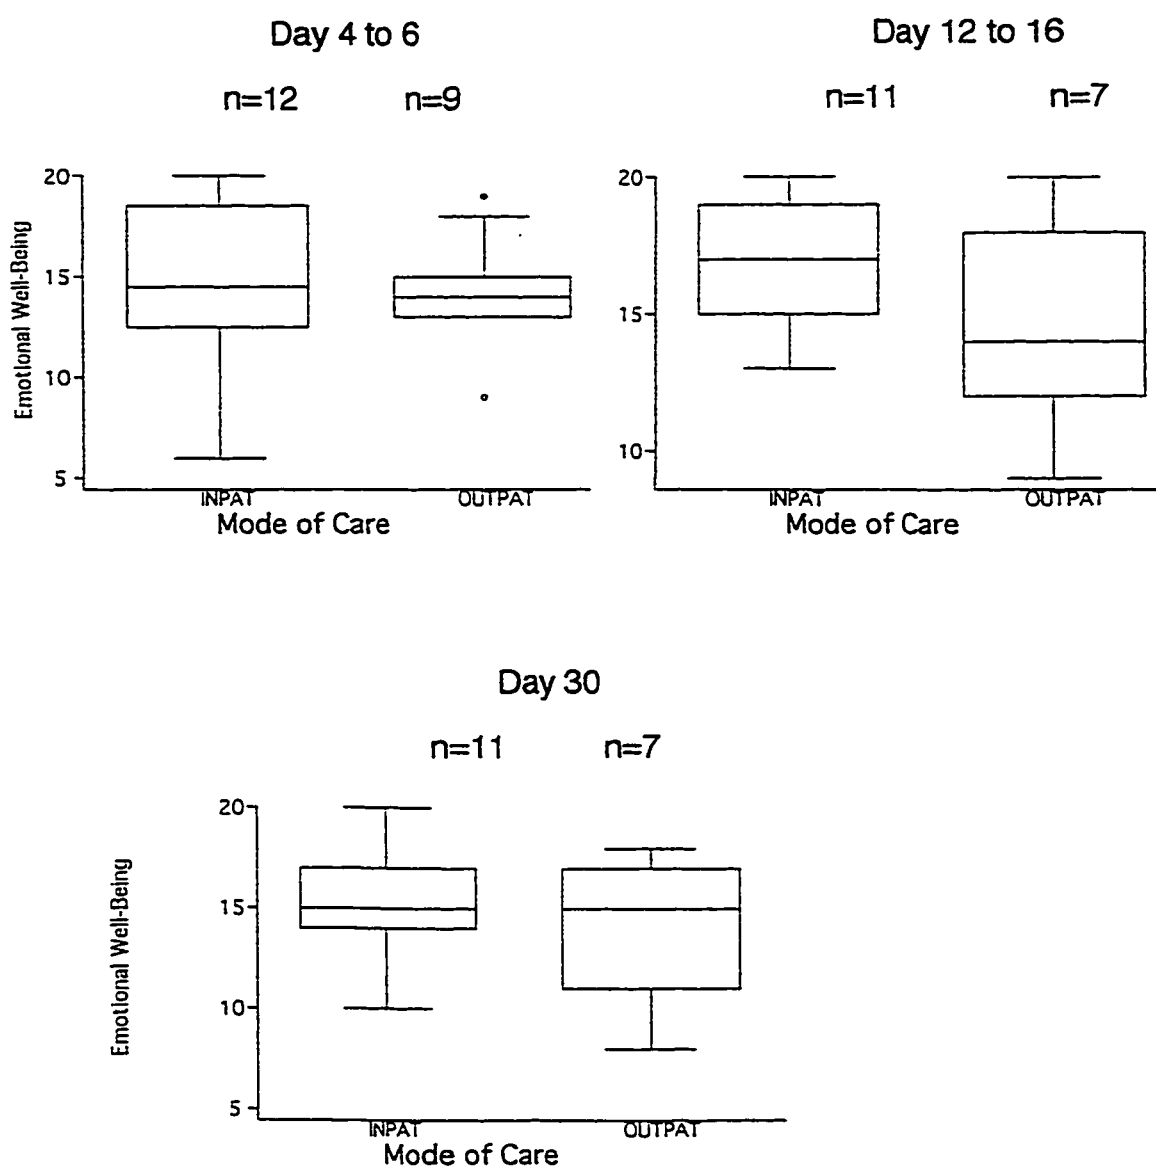 Day 4 to 6
n=12 n=9
20
15
10
5
Emotional Well-Being
INPAT OUTPAT
Mode of Care
Day 12 to 16
n=11 n=7
20
15
10
INPAT OUTPAT
Mode of Care
Day 30
n=11 n=7
20
15
10
5
Emotional Well-Being
INPAT OUTPAT
Mode of Care